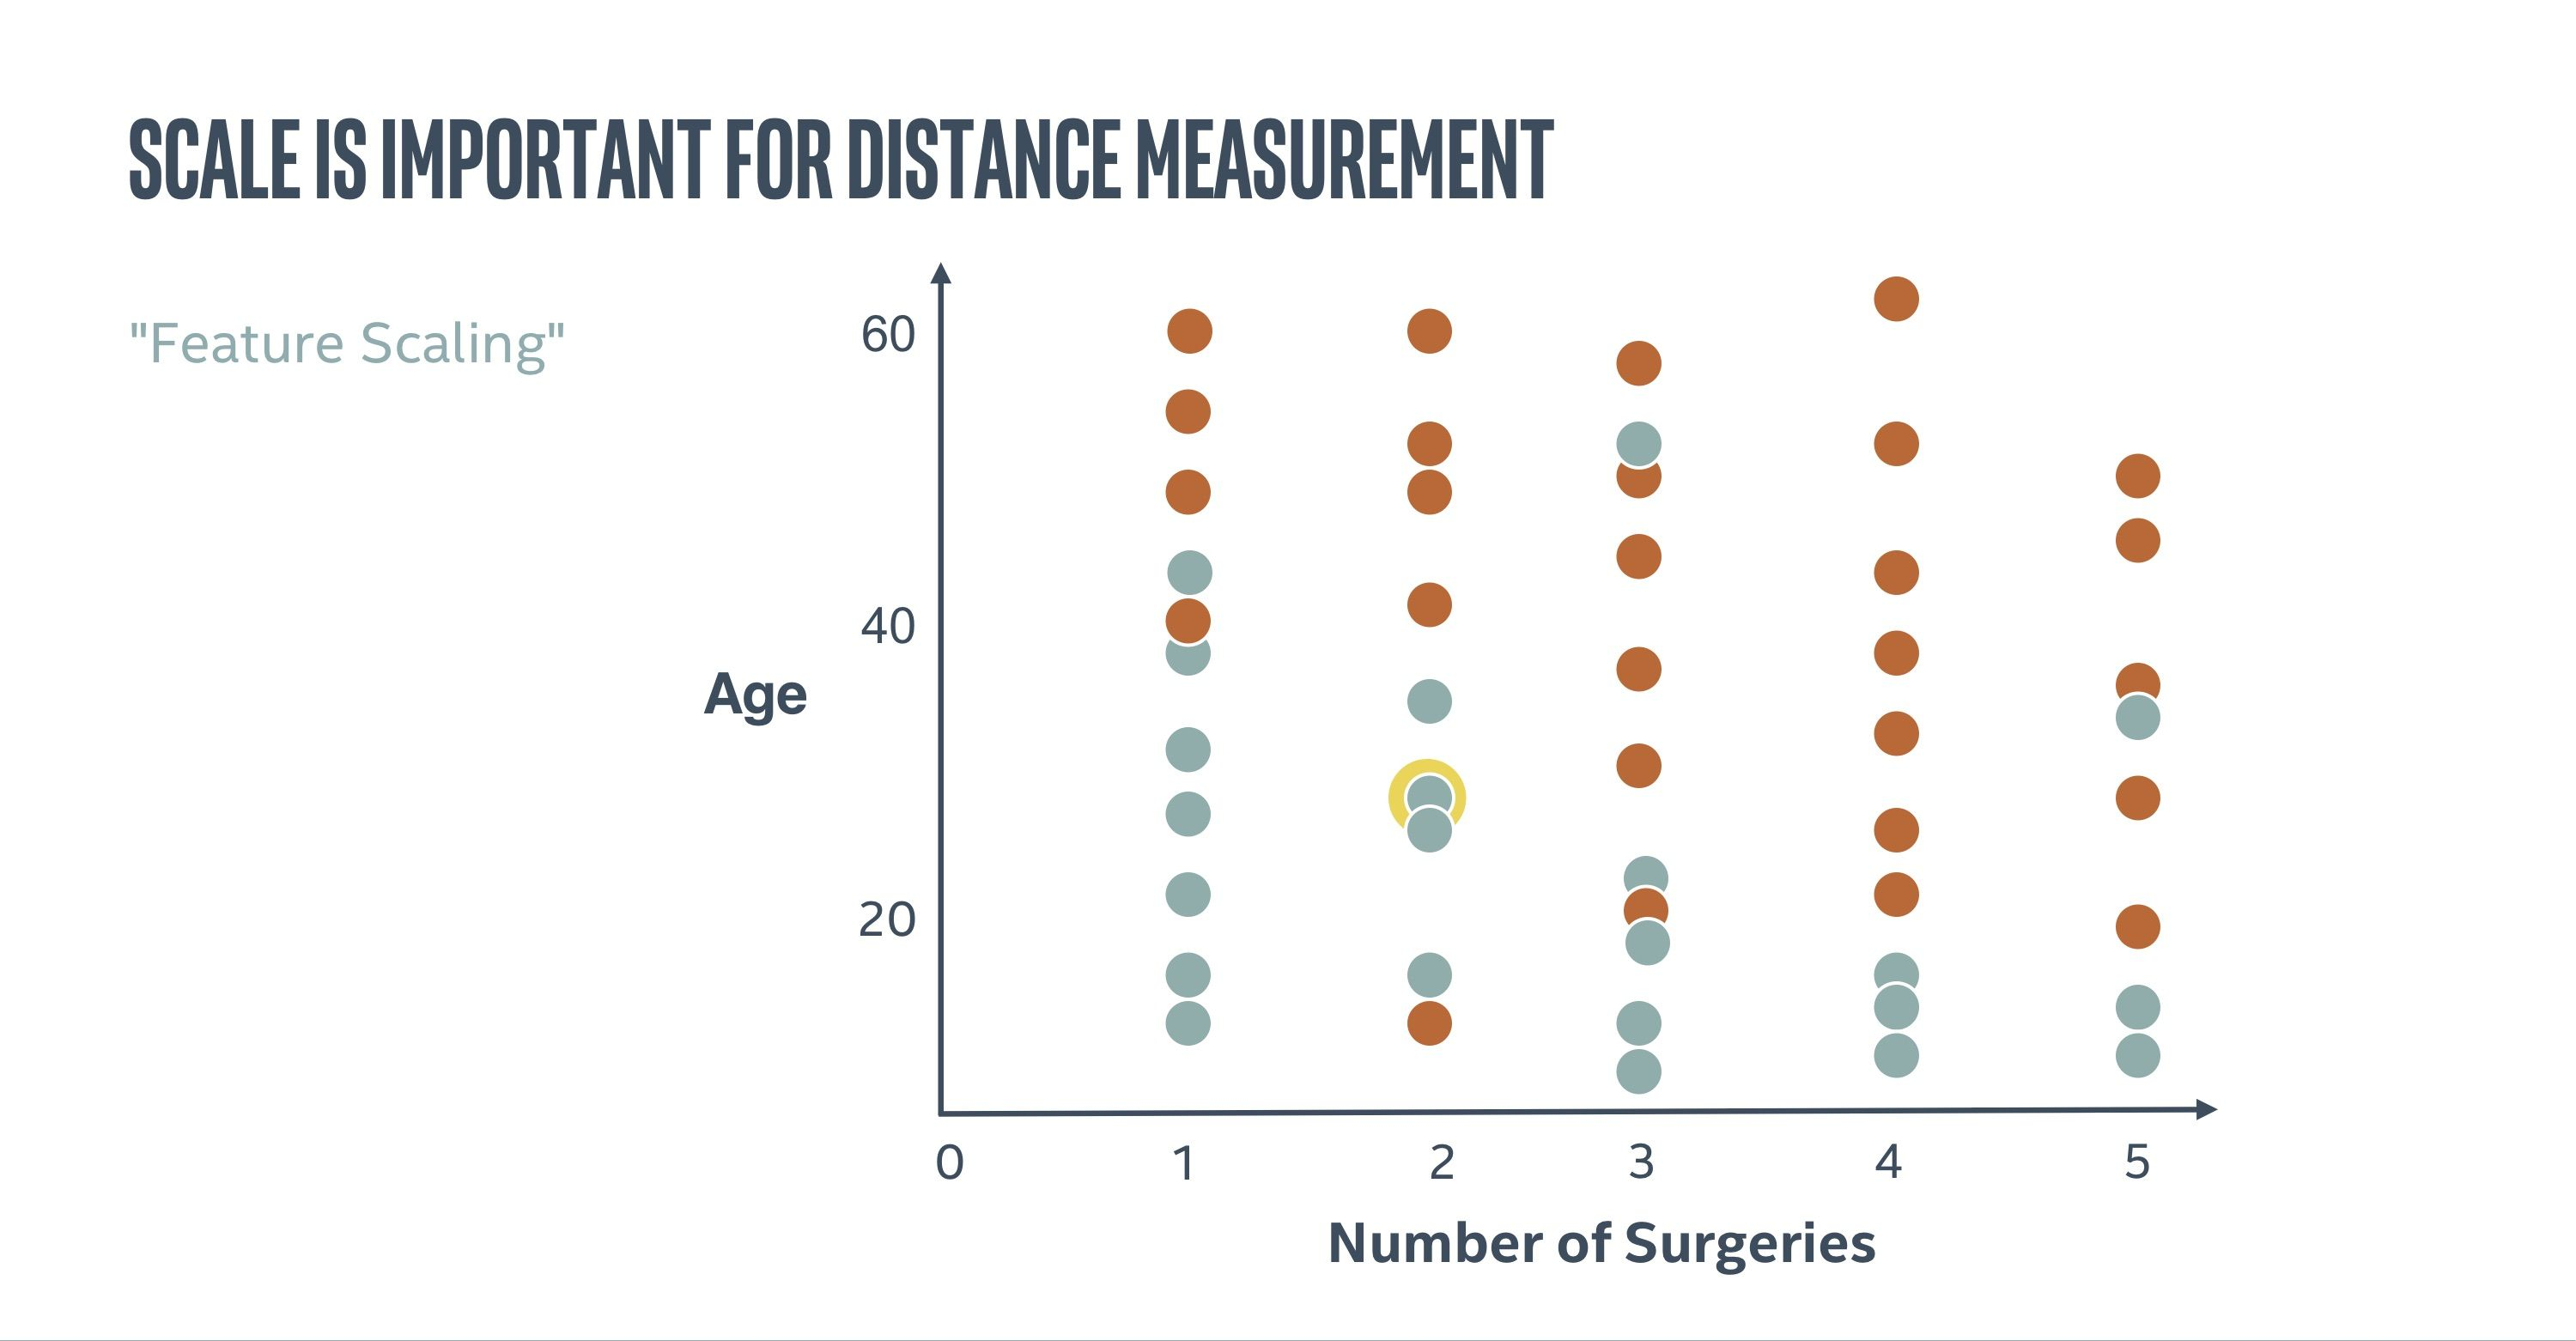 SCALE IS IMPORTANT FOR DISTANCE MEASUREMENT
"Feature Scaling"
60
40
Age
20
0 1 2 3 4 5
Number of Surgeries